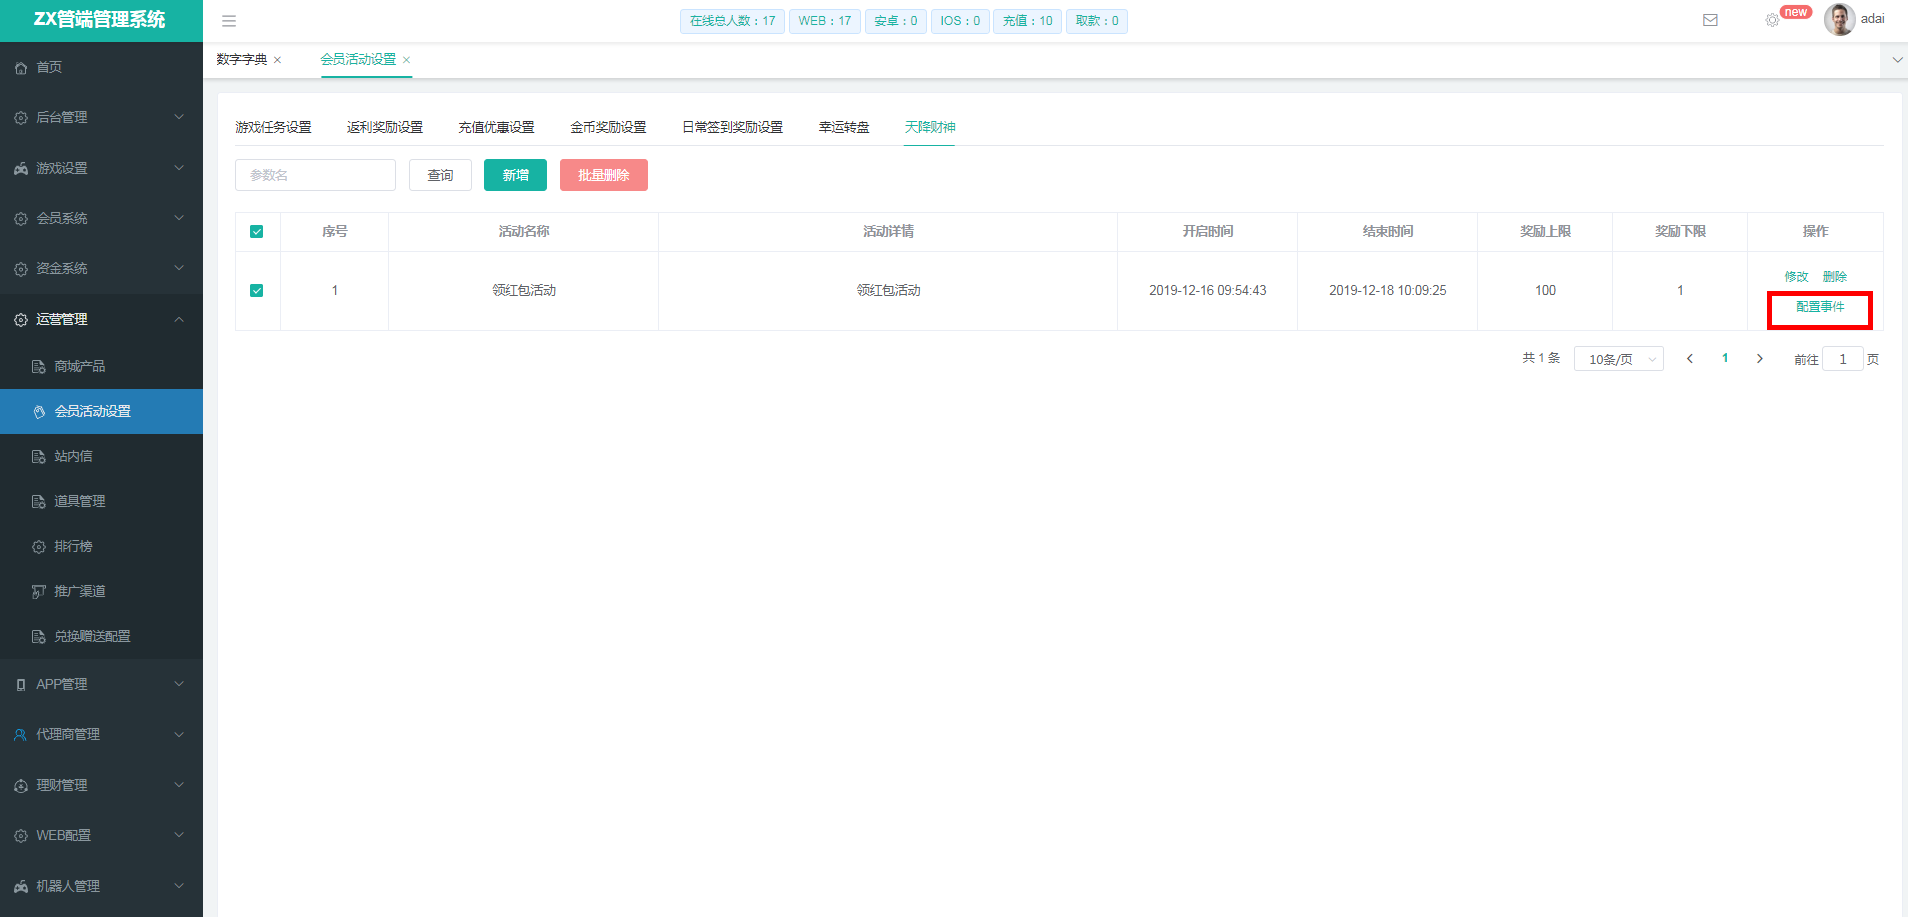 ZX管端管理系统
在线总人数：17
WEB：17
安卓：0
IOS：0
充值：10
取款：0
new
adai
首页
后台管理
游戏设置
会员系统
资金系统
运营管理
商城产品
会员活动设置
站内信
道具管理
排行榜
推广渠道
兑换赠送配置
APP管理
代理商管理
理财管理
WEB配置
机器人管理
数字字典
会员活动设置
游戏任务设置
返利奖励设置
充值优惠设置
金币奖励设置
日常签到奖励设置
幸运转盘
天降财神
参数名
查询
新增
批量删除
序号 活动名称 活动详情 开启时间 结束时间 奖励上限 奖励下限 操作
1 领红包活动 领红包活动 2019-12-16 09:54:43 2019-12-18 10:09:25 100 1 修改 删除
配置事件
共 1 条 10条/页 1 前往 1 页